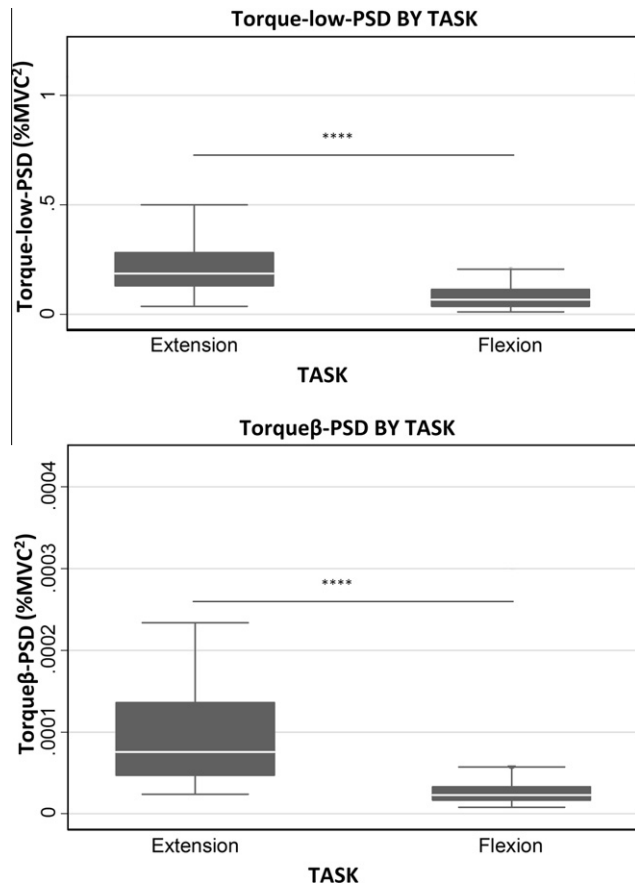 Torque-low-PSD BY TASK
Torque-low-PSD (%MVC²)
1
.5
0
****
Extension Flexion
TASK
Torqueβ-PSD BY TASK
Torqueβ-PSD (%MVC²)
.0004
.0003
.0002
.0001
0
****
Extension Flexion
TASK